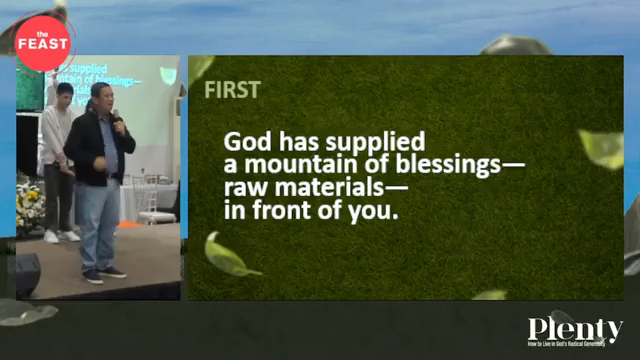 the
FEAST
FIRST
God has supplied
a mountain of blessings—
raw materials—
in front of you.
Plenty
How to Live in God's Radical Generosity